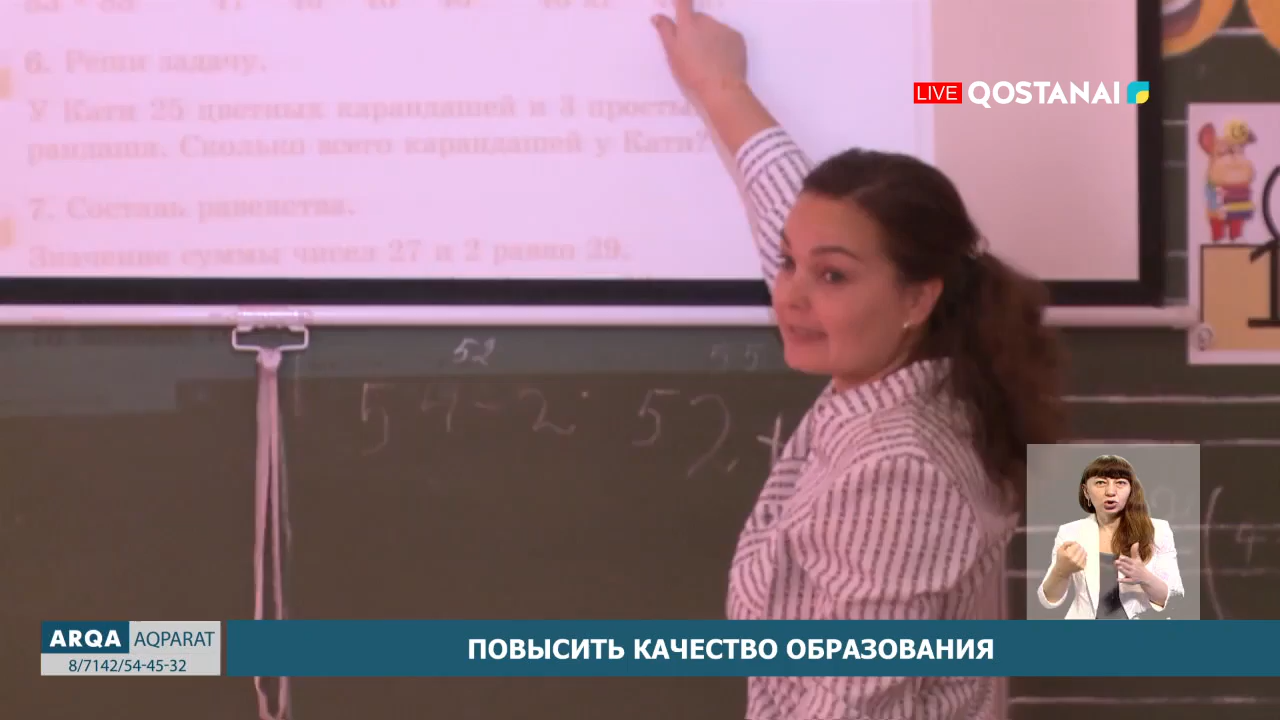 6. Реши задачу.
У Кати 25 цветных карандашей и 3 просты
рандаша. Сколько всего карандашей у Кати?
7. Составь равенства.
Значение суммы чисел 27 и 2 равно 29.
LIVE QOSTANAI
52
55
54-2
52+
ARQA AQPARAT
8/7142/54-45-32
ПОВЫСИТЬ КАЧЕСТВО ОБРАЗОВАНИЯ